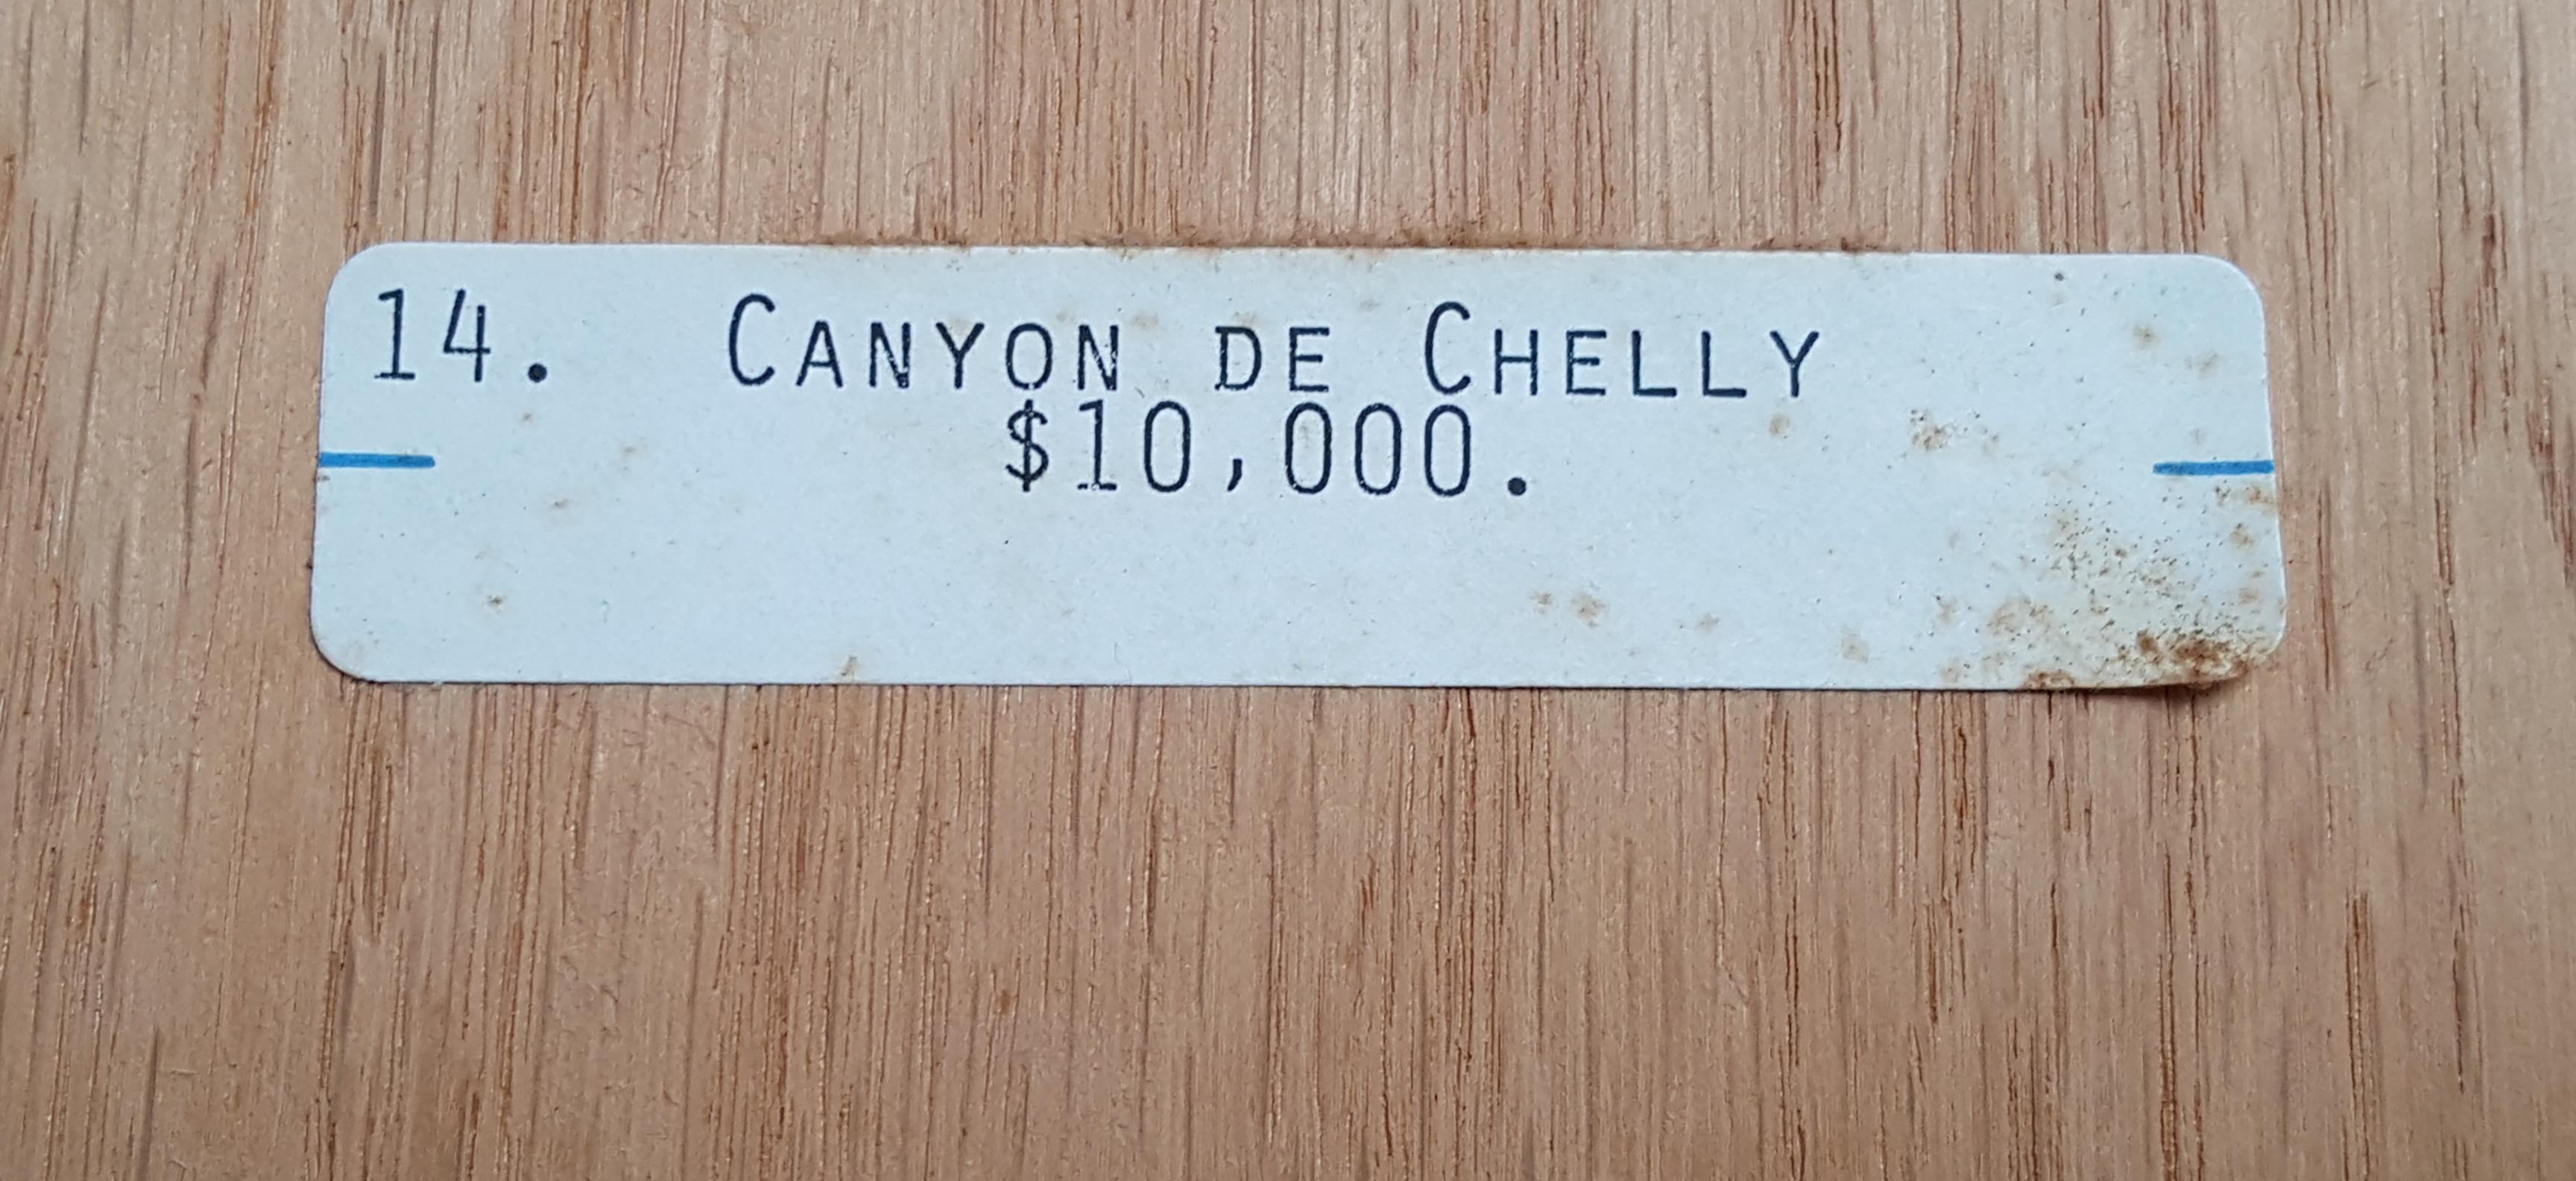 14. CANYON DE CHELLY
$10,000.